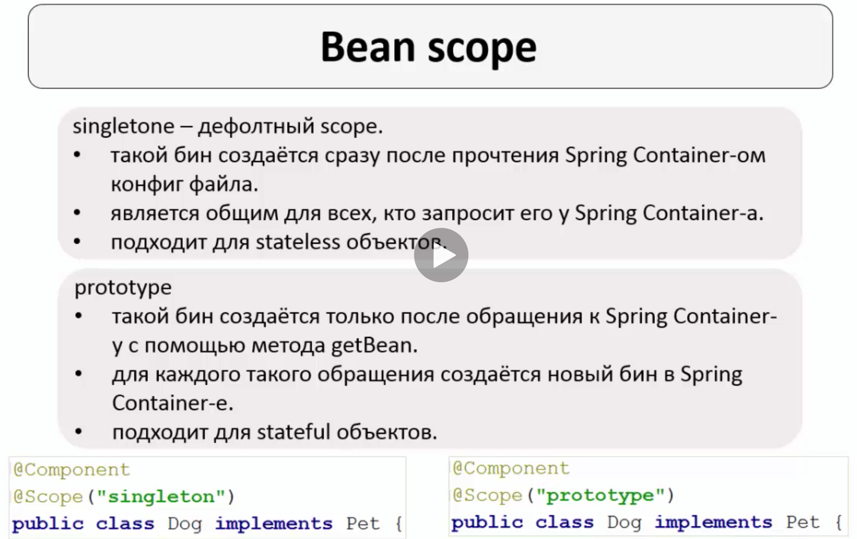 Bean scope
singletone – дефолтный scope.
• такой бин создаётся сразу после прочтения Spring Container-ом
конфиг файла.
• является общим для всех, кто запросит его у Spring Container-а.
• подходит для stateless объектов.
prototype
• такой бин создаётся только после обращения к Spring Container-
у с помощью метода getBean.
• для каждого такого обращения создаётся новый бин в Spring
Container-е.
• подходит для stateful объектов.
@Component
@Scope("singleton")
public class Dog implements Pet {
@Component
@Scope("prototype")
public class Dog implements Pet {